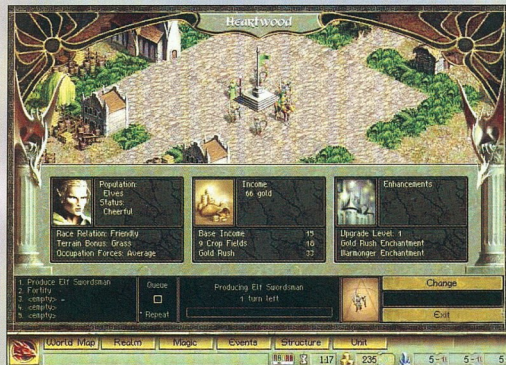 Heartwood
Population:
Elves
Status:
Cheerful
Race Relation: Friendly
Terrain Bonus: Grass
Occupation Forces: Average
Income
66 gold
Base Income 15
9 Crop Fields 18
Gold Rush 33
Enhancements
Upgrade Level: 1
Gold Rush Enchantment
Warmonger Enchantment
1. Produce Elf Swordsman
2. Fortify
3. <empty>
4. <empty>
5. <empty>
Queue
* Repeat
Producing Elf Swordsman
1 turn left
Change
Exit
World Map Realm Magic Events Structure Unit
117 235 5 5 5